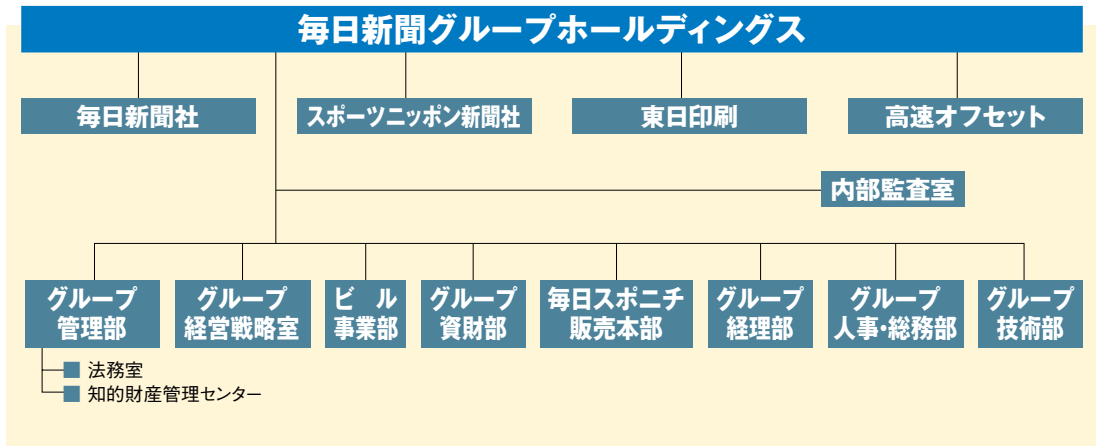 毎日新聞グループホールディングス
毎日新聞社
スポーツニッポン新聞社
東日印刷
高速オフセット
内部監査室
グループ
管理部
グループ
経営戦略室
ビル
事業部
グループ
資財部
毎日スポニチ
販売本部
グループ
経理部
グループ
人事・総務部
グループ
技術部
法務室
知的財産管理センター